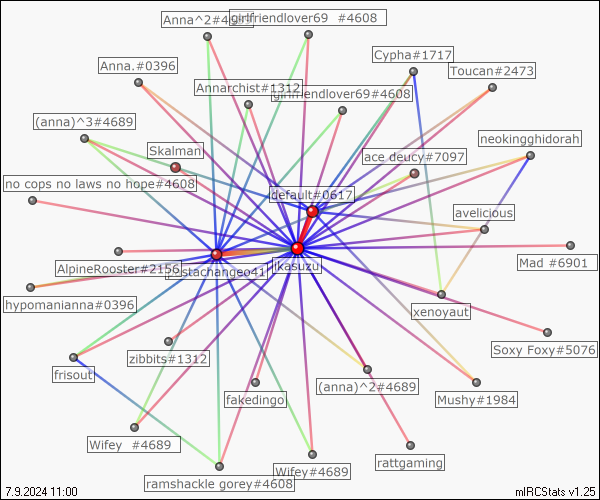 Anna^2#4689
girlfriendlover69 #4608
Cypha#1717
Anna.#0396
Toucan#2473
Annarchist#1312
girlfriendlover69#4608
(anna)^3#4689
neokingghidorah
Skalman
ace deucy#7097
no cops no laws no hope#4608
default#0617
avelicious
Mad #6901
AlpineRooster#2156
ikasuzu
hypomanianna#0396
xenoyaut
Soxy Foxy#5076
zibbits#1312
frisout
(anna)^2#4689
fakedingo
Mushy#1984
Wifey #4689
rattgaming
Wifey#4689
ramshackle gorey#4608
7.9.2024 11:00
mIRCStats v1.25